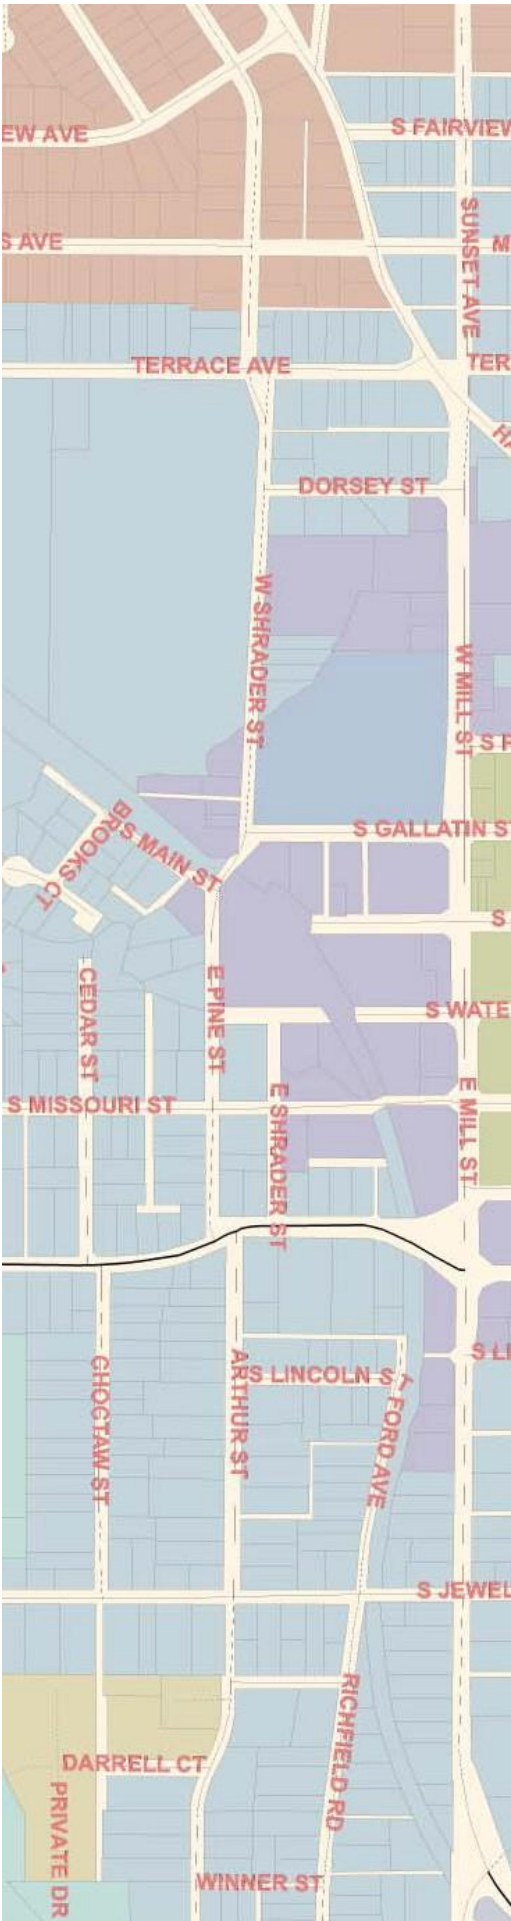 S FAIRVIEW
EW AVE
SUNSET AVE
S AVE
M
TERRACE AVE
TER
HA
DORSEY ST
W SHRADER ST
W MILL ST
S F
S GALLATIN ST
BROOKS CT
S MAIN ST
S
CEDAR ST
E PINE ST
S WATE
S MISSOURI ST
E SHRADER ST
E MILL ST
CHOCTAW ST
ARTHUR ST
S LINCOLN ST
S LI
FORD AVE
S JEWEL
RICHFIELD RD
DARRELL CT
PRIVATE DR
WINNER ST